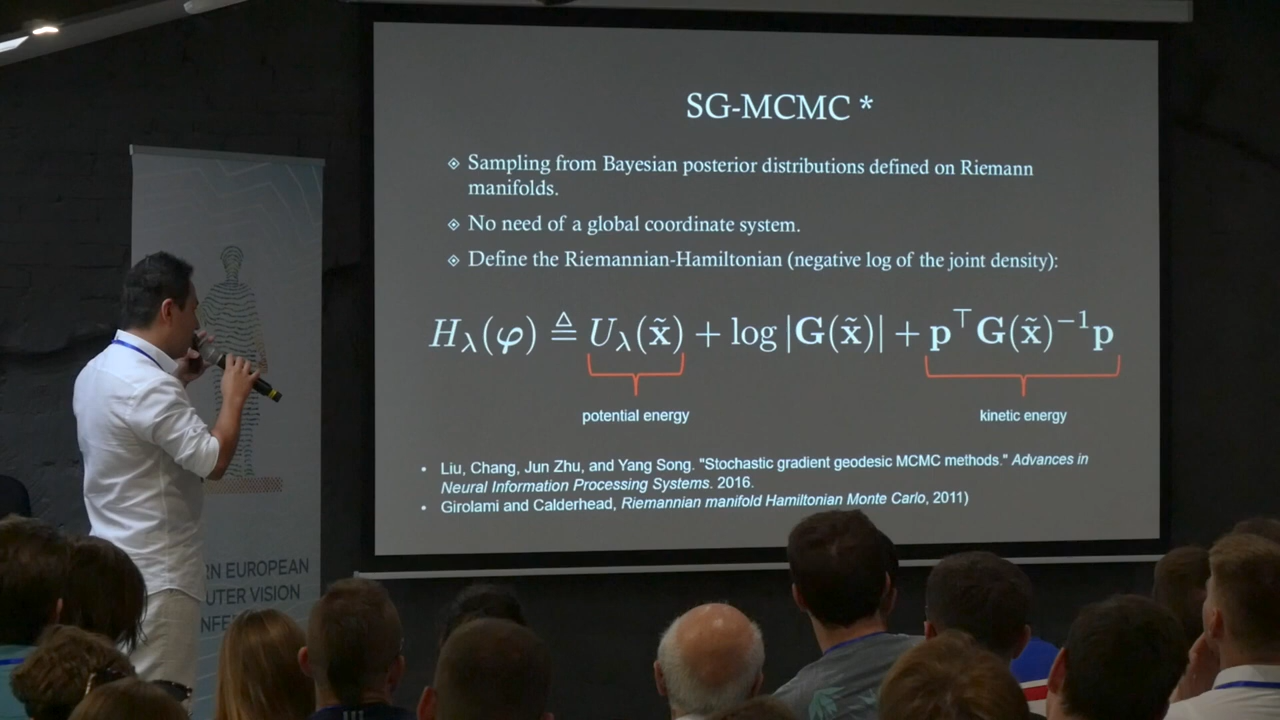 SG-MCMC *
Sampling from Bayesian posterior distributions defined on Riemann
manifolds.
No need of a global coordinate system.
Define the Riemannian-Hamiltonian (negative log of the joint density):
H_λ(φ) ≜ U_λ(x̃) + log |G(x̃)| + p^⊤G(x̃)^{-1}p
potential energy
kinetic energy
• Liu, Chang, Jun Zhu, and Yang Song. "Stochastic gradient geodesic MCMC methods." Advances in
Neural Information Processing Systems. 2016.
• Girolami and Calderhead, Riemannian manifold Hamiltonian Monte Carlo, 2011)
RN EUROPEAN
UTER VISION
NFE